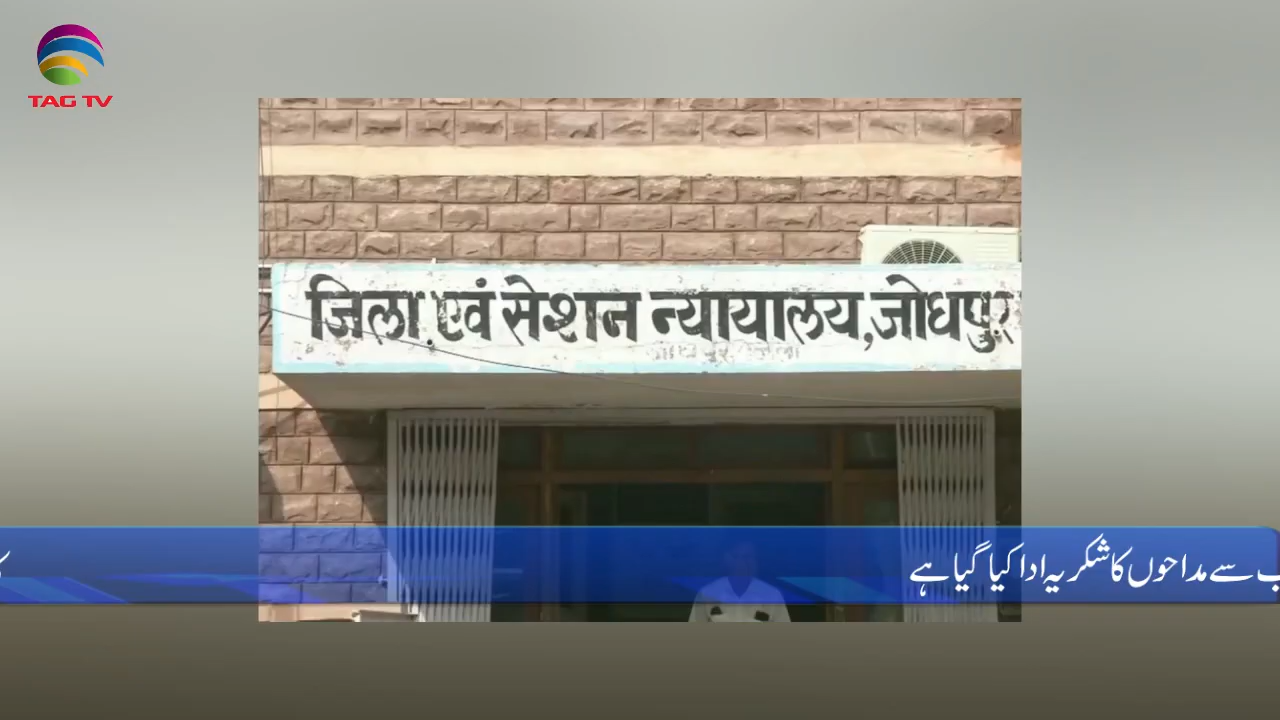 TAG TV
जिला एवं सेशन न्यायालय,जोधपुर
سے مداحوں کا شکریہ ادا کیا گیا ہے